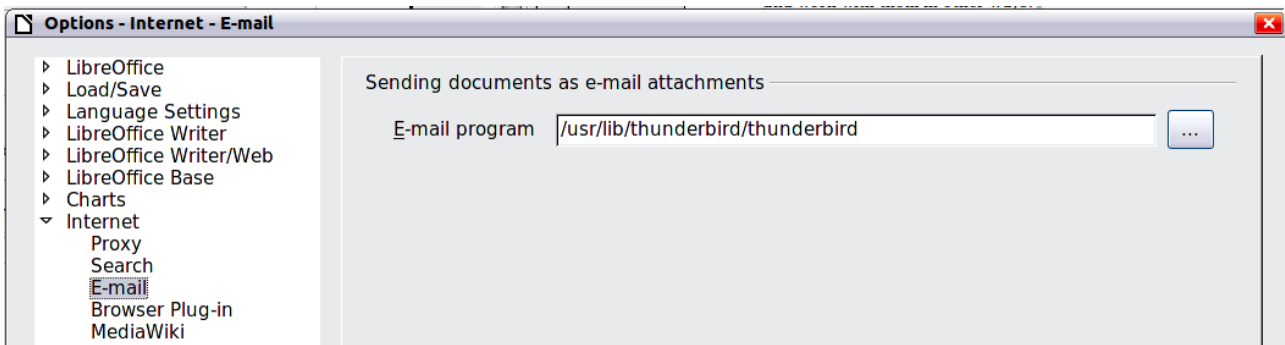 Options - Internet - E-mail
LibreOffice
Load/Save
Language Settings
LibreOffice Writer
LibreOffice Writer/Web
LibreOffice Base
Charts
Internet
Proxy
Search
E-mail
Browser Plug-in
MediaWiki
Sending documents as e-mail attachments
E-mail program /usr/lib/thunderbird/thunderbird ...